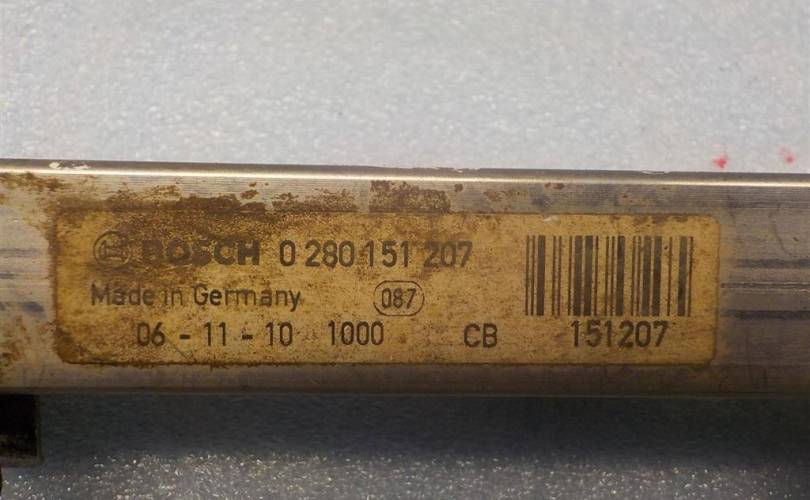 BOSCH 0 280 151 207
Made in Germany 087
06 - 11 - 10 1000 CB 151207